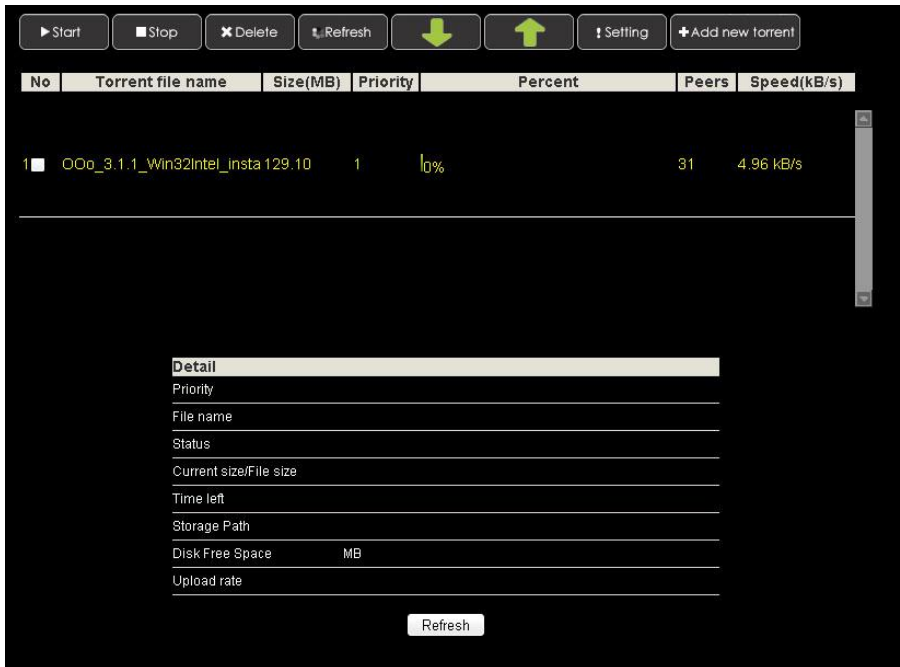 Start Stop Delete Refresh Setting Add new torrent
No Torrent file name Size(MB) Priority Percent Peers Speed(kB/s)
1 OOo_3.1.1_Win32Intel_insta 129.10 1 0% 31 4.96 kB/s
Detail
Priority
File name
Status
Current size/File size
Time left
Storage Path
Disk Free Space MB
Upload rate
Refresh